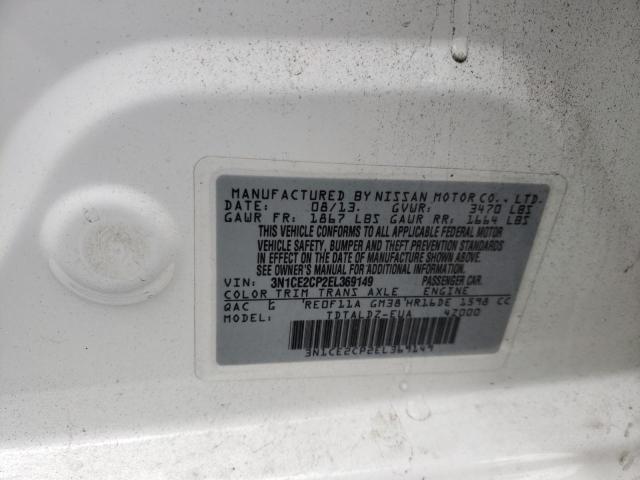 MANUFACTURED BY NISSAN MOTOR CO., LTD.
DATE: 08/13. GVWR: 3470 LBS
GAWR FR: 1867 LBS GAWR RR: 1664 LBS
THIS VEHICLE CONFORMS TO ALL APPLICABLE FEDERAL MOTOR
VEHICLE SAFETY, BUMPER AND THEFT PREVENTION STANDARDS
IN EFFECT ON THE DATE OF MANUFACTURE SHOWN ABOVE.
SEE OWNER'S MANUAL FOR ADDITIONAL INFORMATION.
VIN: 3N1CE2CP2EL369149 PASSENGER CAR.
COLOR TRIM TRANS AXLE ENGINE
QAC G RE0F11A GM38 HR16DE 1598 CC
MODEL: TDTALDZ-EUA 4Z000
3N1CE2CP2EL369149